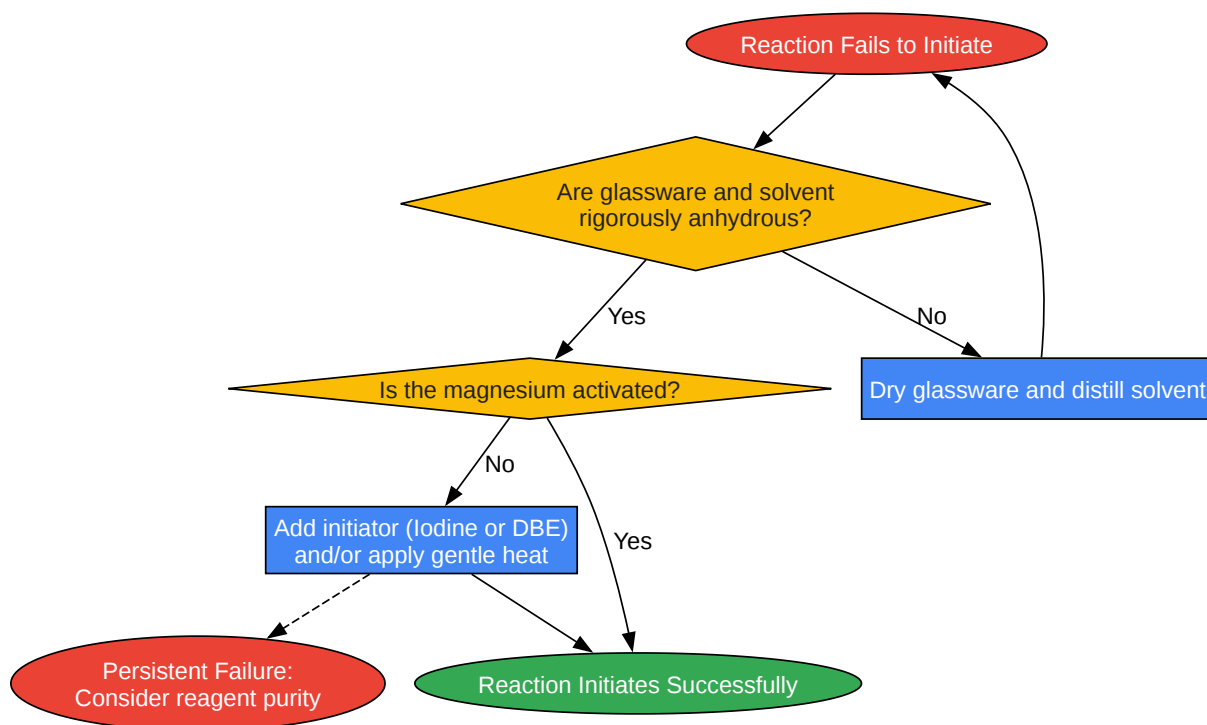 Reaction Fails to Initiate
Are glassware and solvent
rigorously anhydrous?
Yes
No
Is the magnesium activated?
Dry glassware and distill solvent
No
Add initiator (Iodine or DBE)
and/or apply gentle heat
Yes
Persistent Failure:
Consider reagent purity
Reaction Initiates Successfully